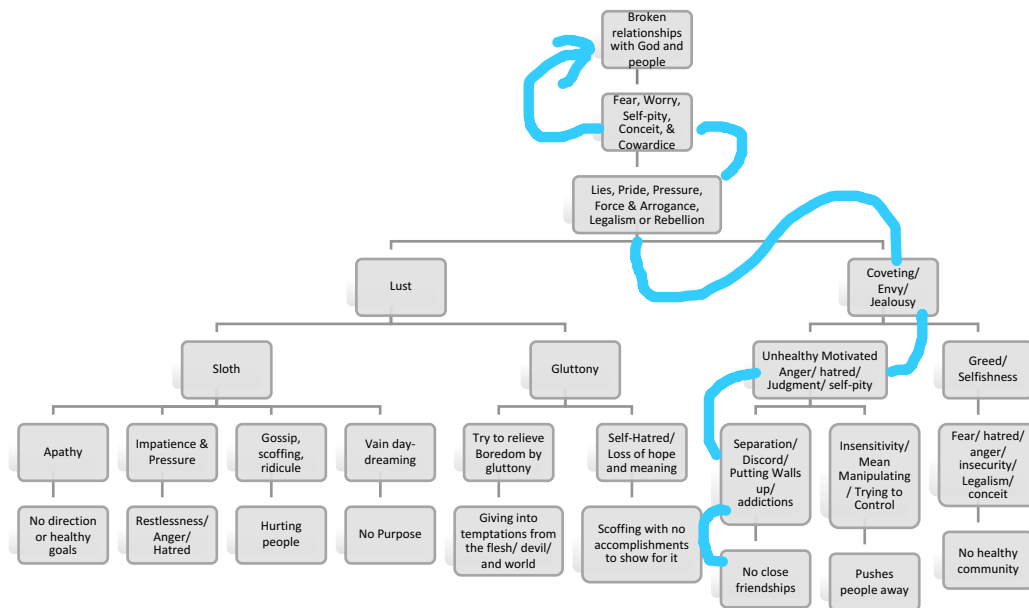 Broken
relationships
with God and
people
Fear, Worry,
Self-pity,
Conceit, &
Cowardice
Lies, Pride, Pressure,
Force & Arrogance,
Legalism or Rebellion
Lust
Coveting/
Envy/
Jealousy
Sloth
Gluttony
Unhealthy Motivated
Anger/ hatred/
Judgment/ self-pity
Greed/
Selfishness
Apathy
Impatience &
Pressure
Gossip,
scoffing,
ridicule
Vain day-
dreaming
Try to relieve
Boredom by
gluttony
Self-Hatred/
Loss of hope
and meaning
Separation/
Discord/
Putting Walls
up/
addictions
Insensitivity/
Mean
Manipulating
/ Trying to
Control
Fear/ hatred/
anger/
insecurity/
Legalism/
conceit
No direction
or healthy
goals
Restlessness/
Anger/
Hatred
Hurting
people
No Purpose
Giving into
temptations from
the flesh/ devil/
and world
Scoffing with no
accomplishments
to show for it
No close
friendships
Pushes
people away
No healthy
community